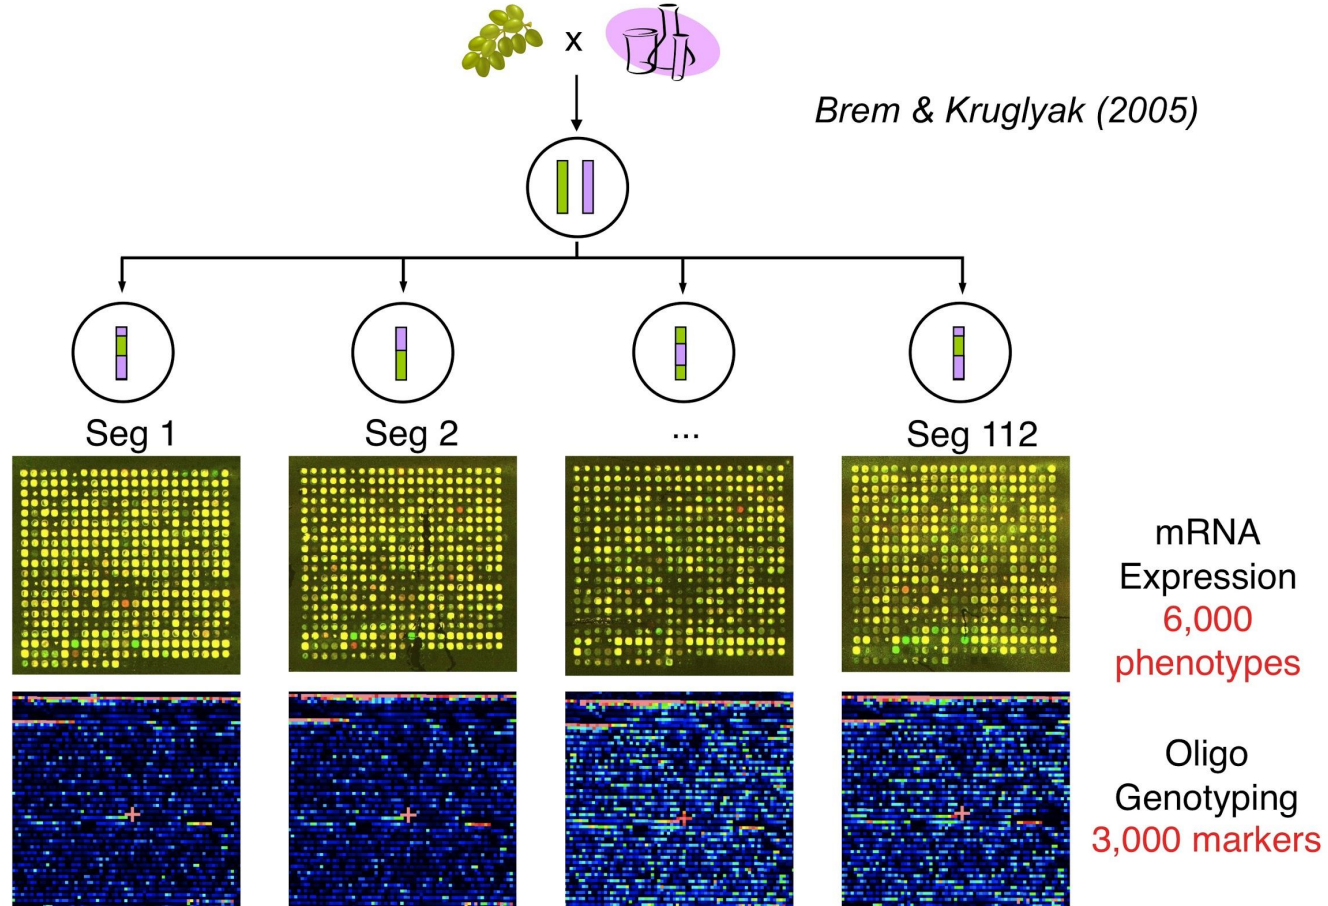 x
Brem & Kruglyak (2005)
Seg 1
Seg 2
...
Seg 112
mRNA
Expression
6,000
phenotypes
Oligo
Genotyping
3,000 markers